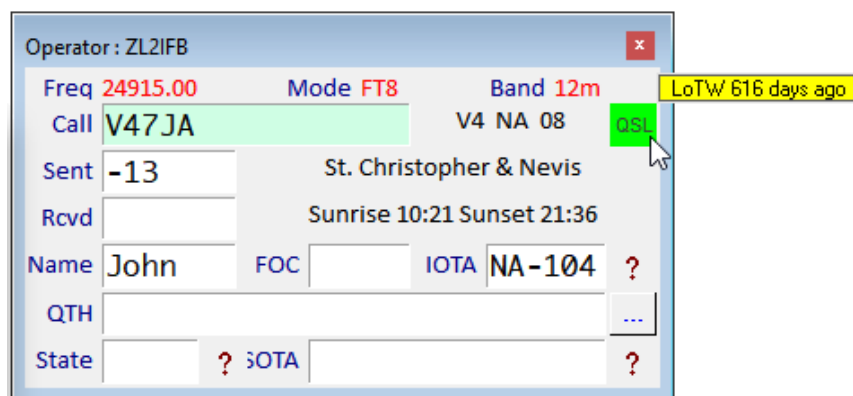 Operator : ZL2IFB
x
Freq 24915.00 Mode FT8 Band 12m
LoTW 616 days ago
Call V47JA V4 NA 08 QSL
Sent -13 St. Christopher & Nevis
Rcvd Sunrise 10:21 Sunset 21:36
Name John FOC IOTA NA-104 ?
QTH ...
State ? SOTA ?